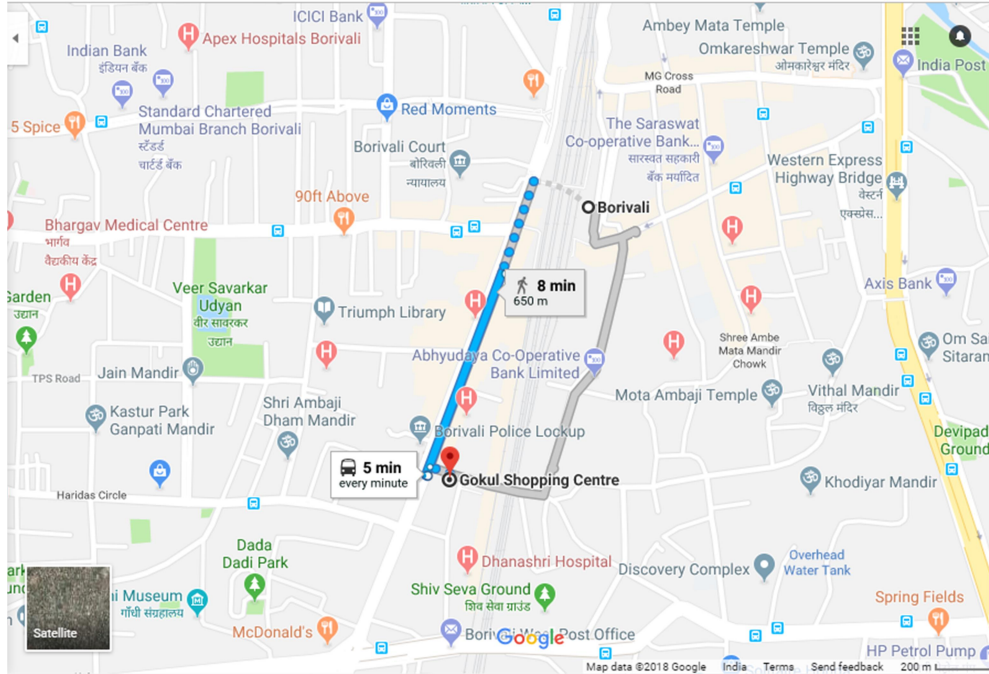 ICICI Bank
Ambey Mata Temple
Indian Bank
इंडियन बँक
Apex Hospitals Borivali
Omkareshwar Temple
ओमकारेश्वर मंदिर
India Post
MG Cross
Road
Standard Chartered
Mumbai Branch Borivali
स्टँडर्ड
चार्टर्ड बँक
5 Spice
Red Moments
The Saraswat
Co-operative Bank...
सारस्वत सहकारी
बँक मर्यादित
Borivali Court
बोरिवली
न्यायालय
Western Express
Highway Bridge
वेस्टर्न
एक्स्प्रेस...
90ft Above
Borivali
Bhargav Medical Centre
भार्गव
वैद्यकीय केंद्र
8 min
650 m
Axis Bank
Veer Savarkar
Udyan
वीर सावरकर
उद्यान
Garden
उद्यान
Triumph Library
Shree Ambe
Mata Mandir
Chowk
Om Sa
Sitaran
Abhyudaya Co-Operative
Bank Limited
TPS Road
Jain Mandir
Mota Ambaji Temple
Vithal Mandir
विठ्ठल मंदिर
Kastur Park
Ganpati Mandir
Shri Ambaji
Dham Mandir
Borivali Police Lockup
Devipad
Ground
5 min
every minute
Gokul Shopping Centre
Khodiyar Mandir
Haridas Circle
Dada
Dadi Park
Dhanashri Hospital
Discovery Complex
Overhead
Water Tank
Shiv Seva Ground
शिव सेवा ग्राउंड
Museum
गाँधी संग्रहालय
Spring Fields
Satellite
McDonald's
Post Office
Google
HP Petrol Pump
Map data ©2018 Google
India
Terms
Send feedback
200 m